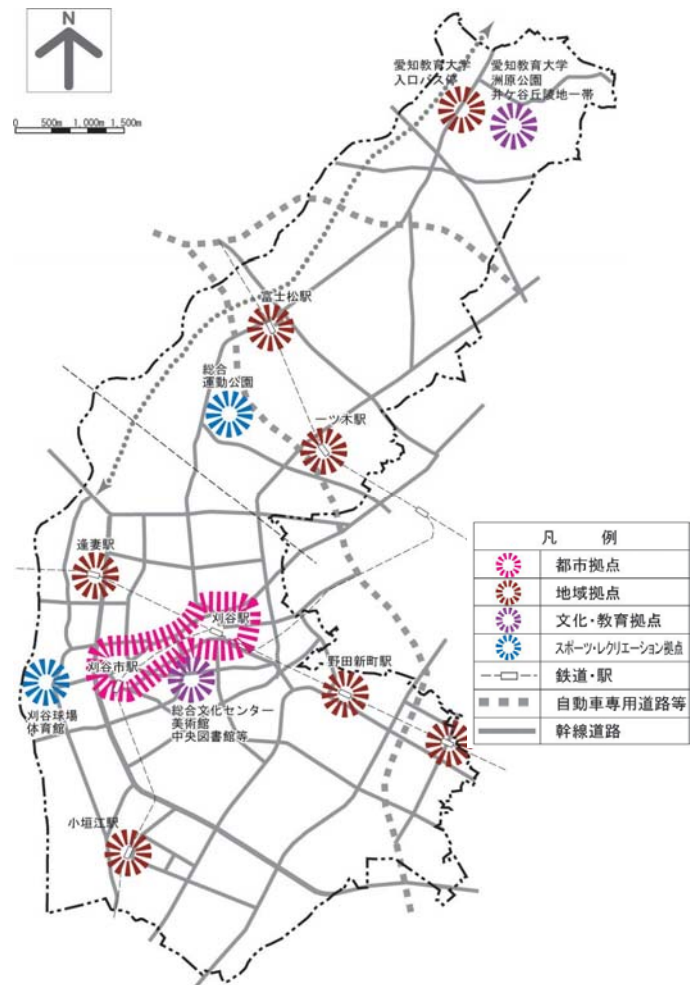 N
0 500m 1,000m 1,500m
愛知教育大学
入口バス停
愛知教育大学
洲原公園
井ケ谷丘陵地一帯
富士松駅
総合
運動公園
一ツ木駅
逢妻駅
刈谷駅
刈谷市駅
野田新町駅
刈谷球場
体育館
総合文化センター
美術館
中央図書館等
小垣江駅
凡 例
都市拠点
地域拠点
文化・教育拠点
スポーツ・レクリエーション拠点
鉄道・駅
自動車専用道路等
幹線道路